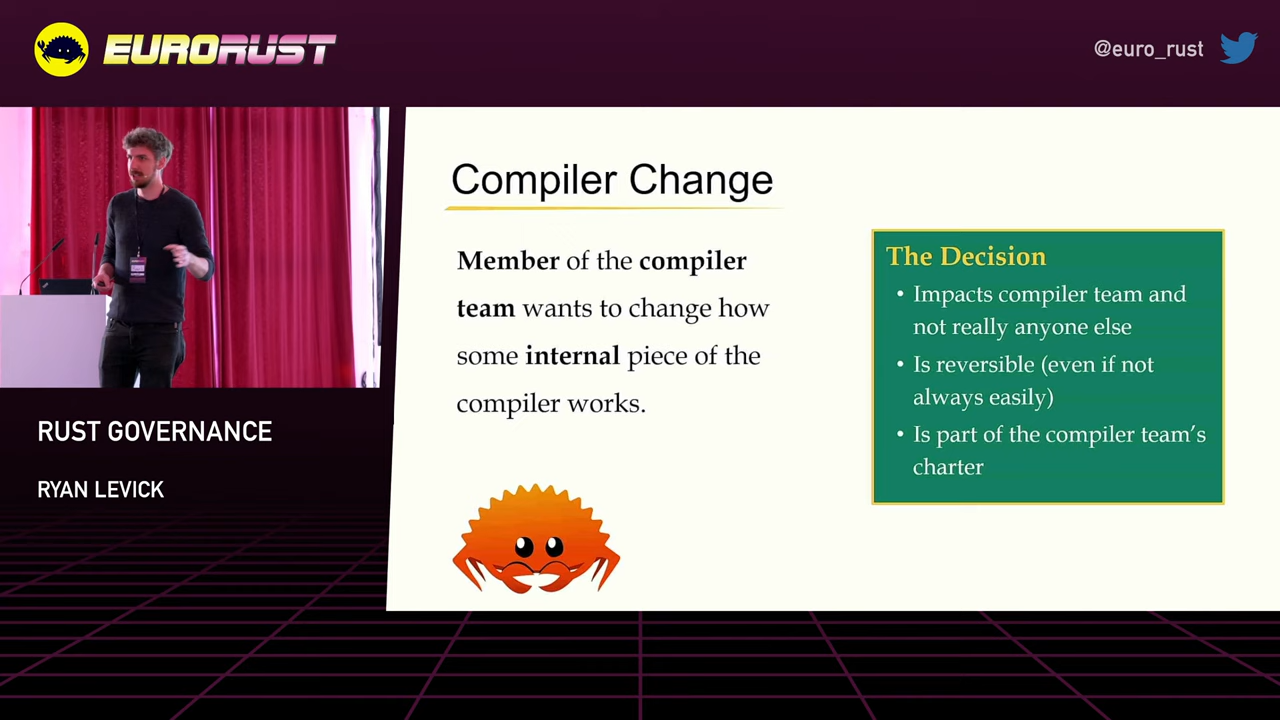 EURORUST
@euro_rust
RUST GOVERNANCE
RYAN LEVICK
Compiler Change
Member of the compiler
team wants to change how
some internal piece of the
compiler works.
The Decision
• Impacts compiler team and
not really anyone else
• Is reversible (even if not
always easily)
• Is part of the compiler team's
charter